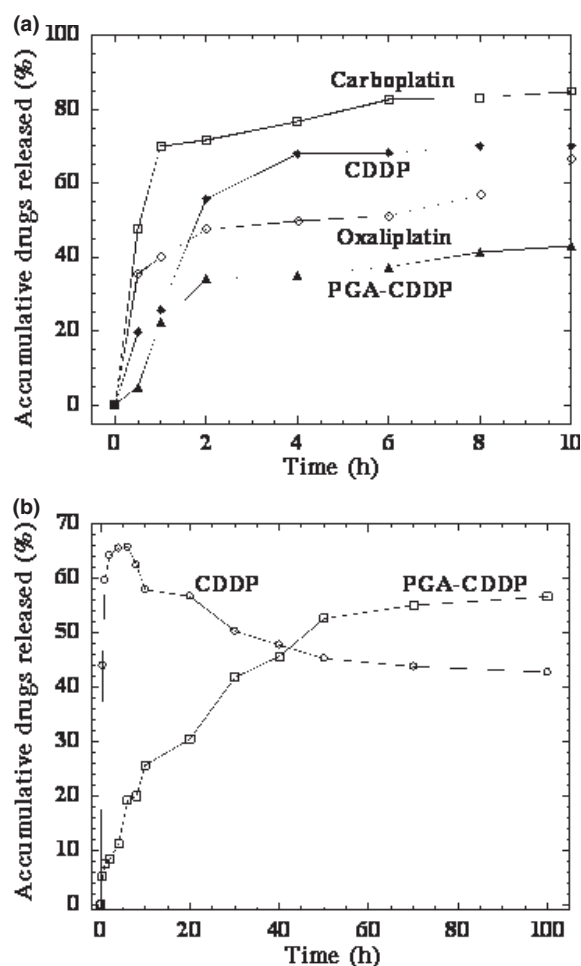 (a)
100
80
60
40
20
0
Accumulative drugs released (%)
Carboplatin
CDDP
Oxaliplatin
PGA-CDDP
0 2 4 6 8 10
Time (h)
(b)
70
60
50
40
30
20
10
0
Accumulative drugs released (%)
CDDP
PGA-CDDP
0 20 40 60 80 100
Time (h)